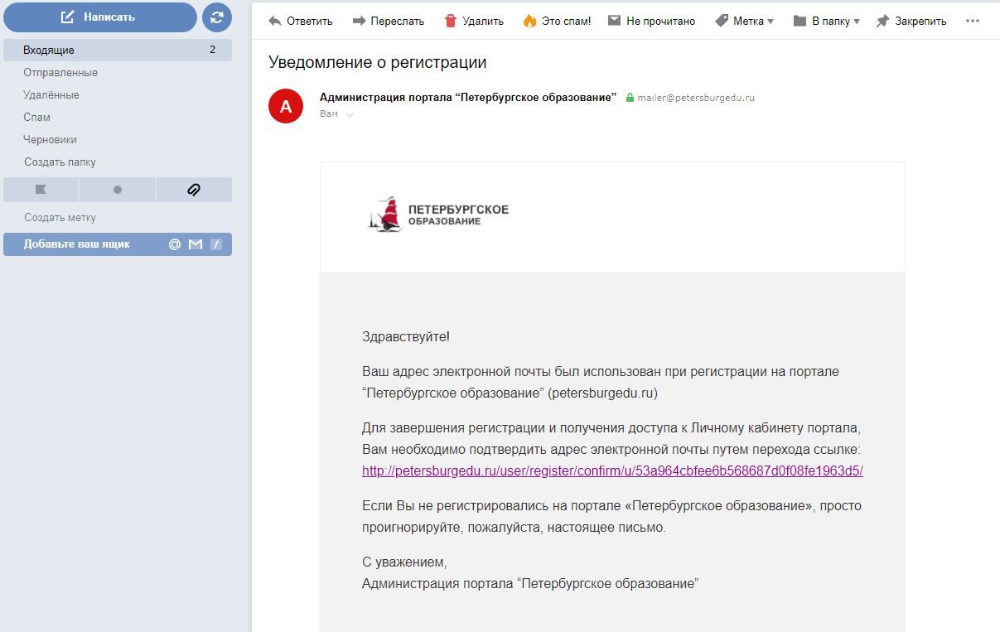 Написать
Входящие 2
Отправленные
Удалённые
Спам
Черновики
Создать папку
Создать метку
Добавьте ваш ящик @ /
Ответить Переслать Удалить Это спам! Не прочитано Метка В папку Закрепить
Уведомление о регистрации
А Администрация портала “Петербургское образование” mailer@petersburgedu.ru
Вам
ПЕТЕРБУРГСКОЕ
ОБРАЗОВАНИЕ
Здравствуйте!
Ваш адрес электронной почты был использован при регистрации на портале
“Петербургское образование” (petersburgedu.ru)
Для завершения регистрации и получения доступа к Личному кабинету портала,
Вам необходимо подтвердить адрес электронной почты путем перехода ссылке:
http://petersburgedu.ru/user/register/confirm/u/53a964cbfee6b568687d0f08fe1963d5/
Если Вы не регистрировались на портале «Петербургское образование», просто
проигнорируйте, пожалуйста, настоящее письмо.
С уважением,
Администрация портала “Петербургское образование”